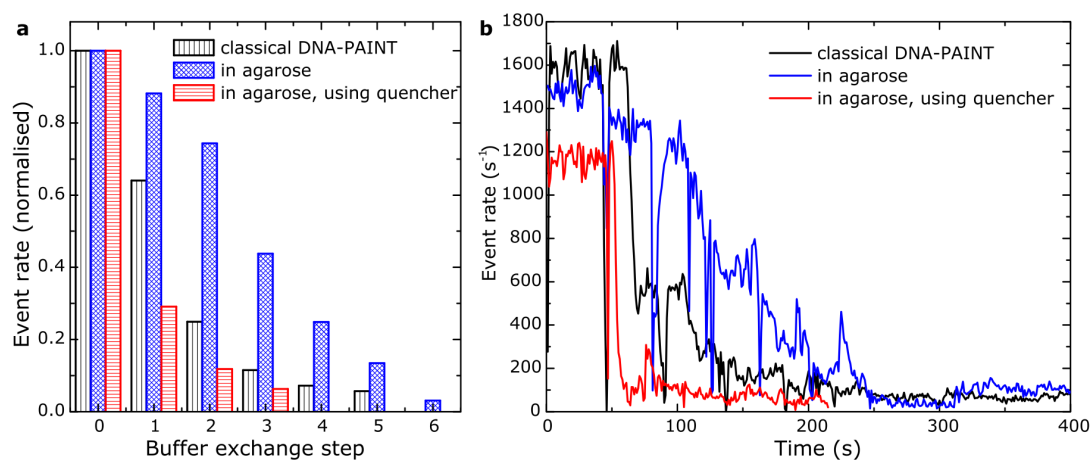 a
classical DNA-PAINT
in agarose
in agarose, using quencher
Event rate (normalised)
1.0
0.8
0.6
0.4
0.2
0.0
0 1 2 3 4 5 6
Buffer exchange step
b
classical DNA-PAINT
in agarose
in agarose, using quencher
Event rate (s⁻¹)
1800
1600
1400
1200
1000
800
600
400
200
0
0 100 200 300 400
Time (s)